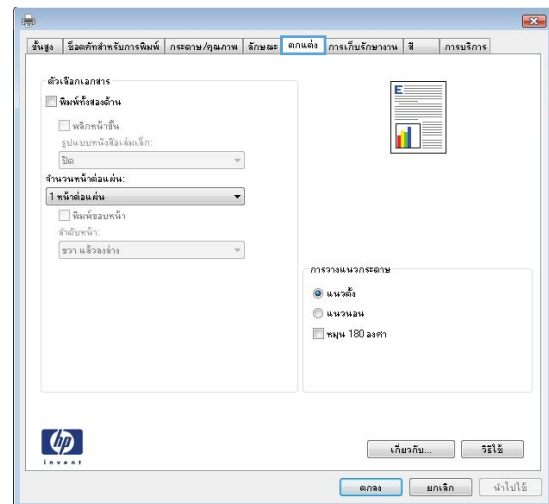 ขั้นสูง ช็อตคัทสำหรับการพิมพ์ กระดาษ/คุณภาพ ลักษณะ ตกแต่ง การเก็บรักษางาน สี การบริการ
ตัวเลือกเอกสาร
พิมพ์ทั้งสองด้าน
พลิกหน้าขึ้น
รูปแบบหนังสือเล่มเล็ก:
ปิด
จำนวนหน้าต่อแผ่น:
1 หน้าต่อแผ่น
พิมพ์ขอบหน้า
ลำดับหน้า:
ขวา แล้วลงล่าง
E
การวางแนวกระดาษ
แนวตั้ง
แนวนอน
หมุน 180 องศา
hp
invent
เกี่ยวกับ... วิธีใช้
ตกลง ยกเลิก นำไปใช้